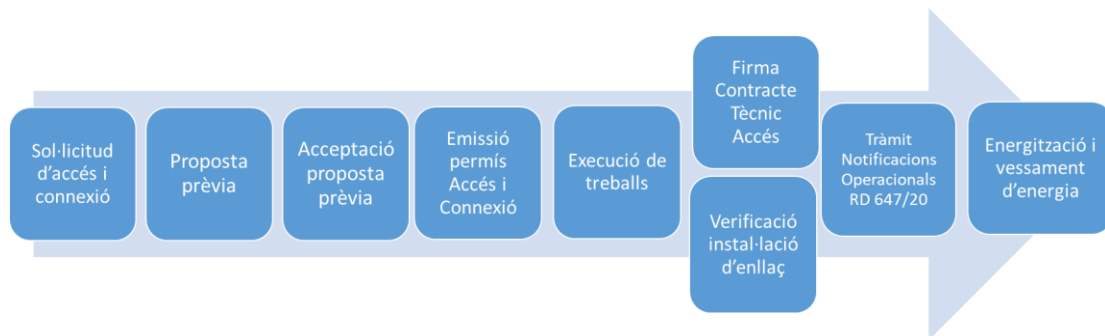 Sol·licitud
d'accés i
connexió
Proposta
prèvia
Acceptació
proposta
prèvia
Emissió
permís
Accés i
Connexió
Execució de
treballs
Firma
Contracte
Tècnic
Accés
Verificació
instal·lació
d'enllaç
Tràmit
Notificacions
Operacionals
RD 647/20
Energització i
vessament
d'energia